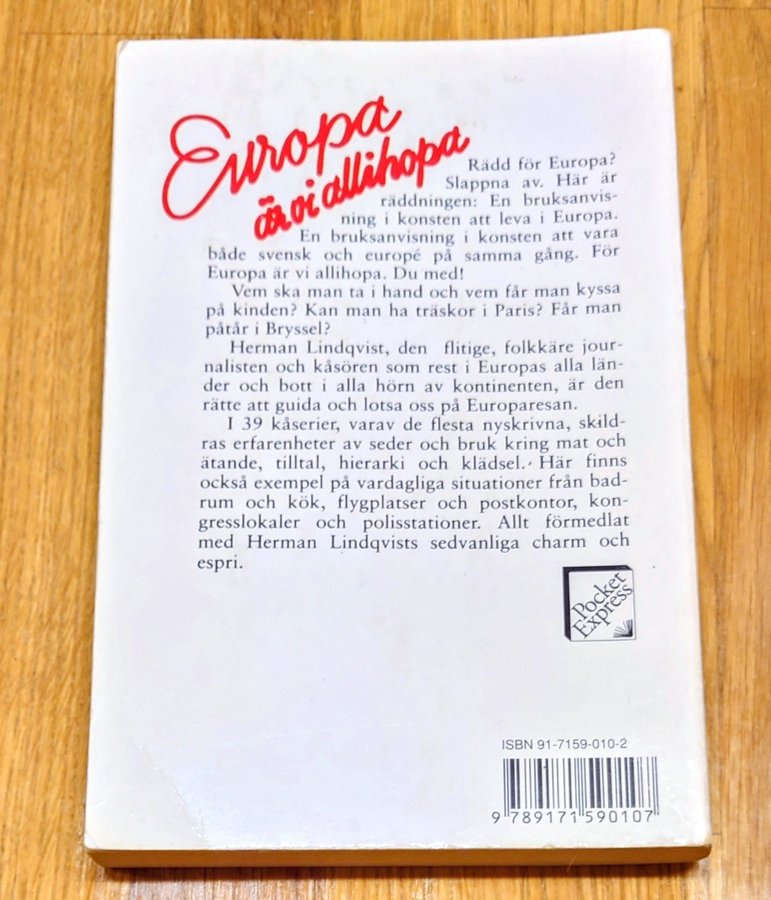 Europa
är vi allihopa
Rädd för Europa?
Slappna av. Här är
räddningen: En bruksanvis-
ning i konsten att leva i Europa.
En bruksanvisning i konsten att vara
både svensk och europé på samma gång. För
Europa är vi allihopa. Du med!
Vem ska man ta i hand och vem får man kyssa
på kinden? Kan man ha träskor i Paris? Får man
påtår i Bryssel?
Herman Lindqvist, den flitige, folkkäre jour-
nalisten och kåsören som rest i Europas alla län-
der och bott i alla hörn av kontinenten, är den
rätte att guida och lotsa oss på Europaresan.
I 39 kåserier, varav de flesta nyskrivna, skild-
ras erfarenheter av seder och bruk kring mat och
ätande, tilltal, hierarki och klädsel. Här finns
också exempel på vardagliga situationer från bad-
rum och kök, flygplatser och postkontor, kon-
gresslokaler och polisstationer. Allt förmedlat
med Herman Lindqvists sedvanliga charm och
espri.
Pocket
Express
ISBN 91-7159-010-2
9 789171 590107